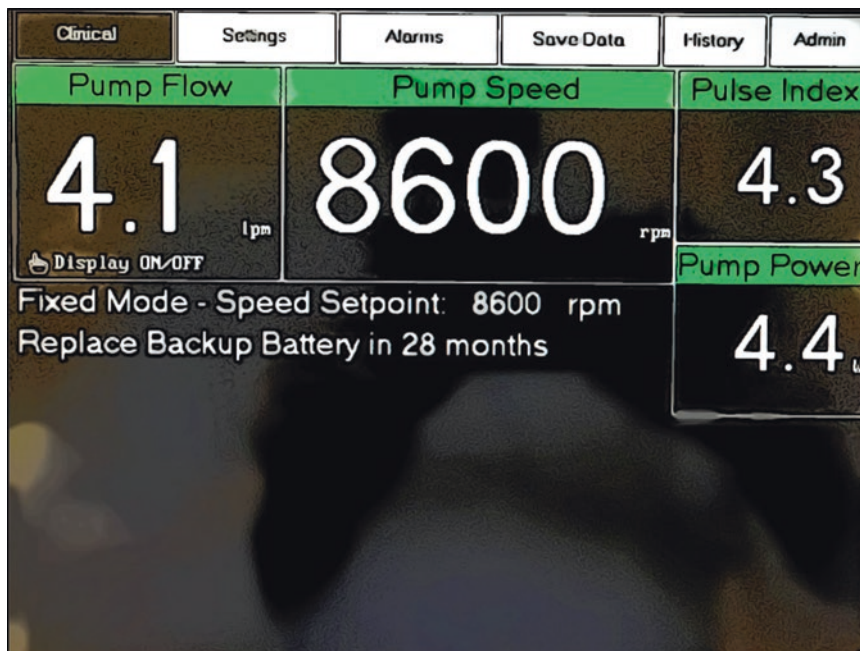 Clinical
Settings
Alarms
Save Data
History
Admin
Pump Flow
4.1 lpm
Display ON/OFF
Pump Speed
8600 rpm
Pulse Index
4.3
Pump Power
4.4
Fixed Mode - Speed Setpoint: 8600 rpm
Replace Backup Battery in 28 months